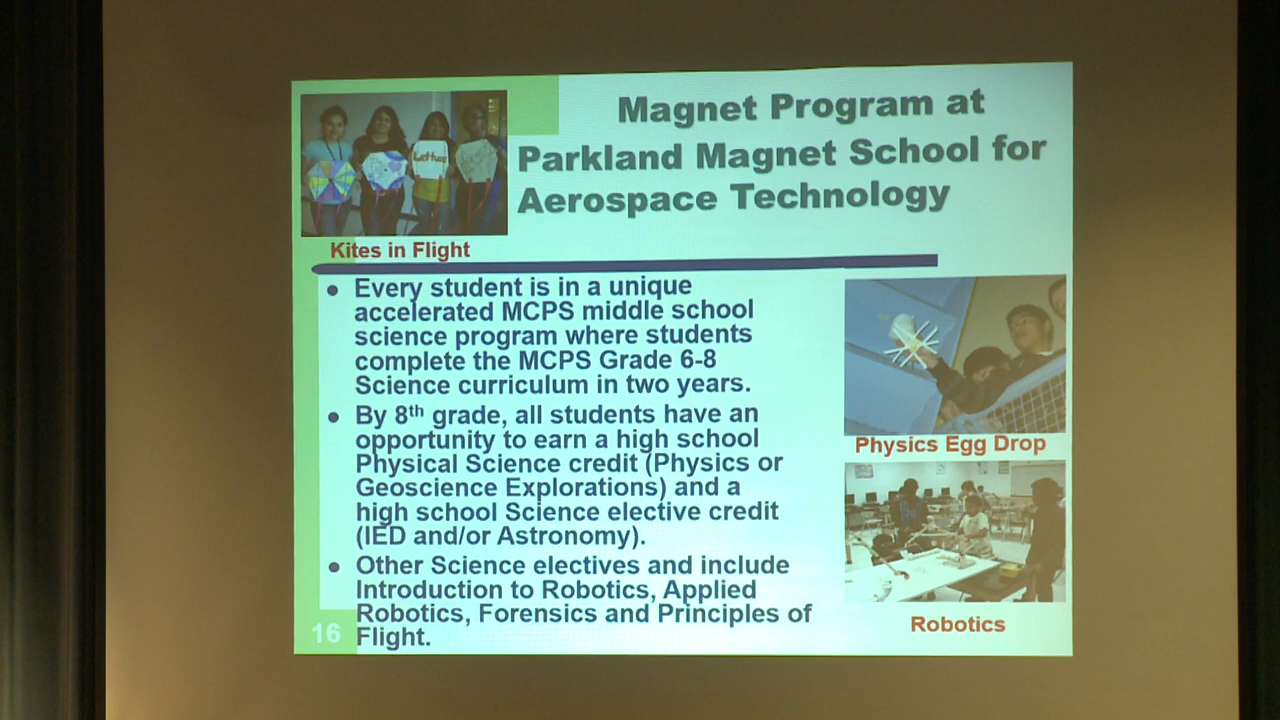 Magnet Program at
Parkland Magnet School for
Aerospace Technology
Kites in Flight
• Every student is in a unique
accelerated MCPS middle school
science program where students
complete the MCPS Grade 6-8
Science curriculum in two years.
• By 8th grade, all students have an
opportunity to earn a high school
Physical Science credit (Physics or
Geoscience Explorations) and a
high school Science elective credit
(IED and/or Astronomy).
• Other Science electives and include
Introduction to Robotics, Applied
Robotics, Forensics and Principles of
Flight.
Physics Egg Drop
Robotics
16